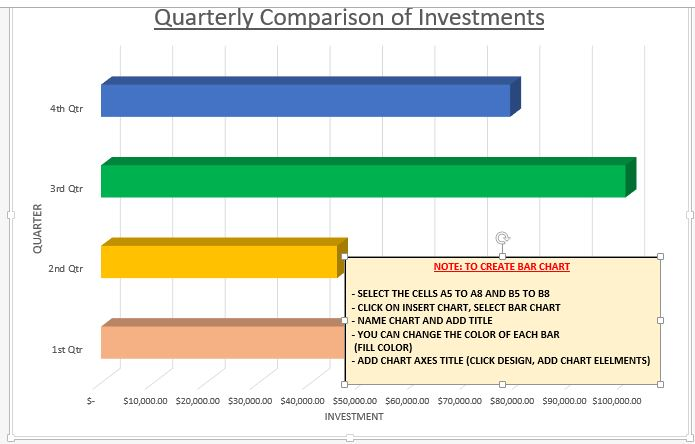 Quarterly Comparison of Investments
4th Qtr
3rd Qtr
QUARTER
2nd Qtr
1st Qtr
NOTE: TO CREATE BAR CHART
- SELECT THE CELLS A5 TO A8 AND B5 TO B8
- CLICK ON INSERT CHART, SELECT BAR CHART
- NAME CHART AND ADD TITLE
- YOU CAN CHANGE THE COLOR OF EACH BAR
(FILL COLOR)
- ADD CHART AXES TITLE (CLICK DESIGN, ADD CHART ELELMENTS)
$- $10,000.00 $20,000.00 $30,000.00 $40,000.00 $50,000.00 $60,000.00 $70,000.00 $80,000.00 $90,000.00 $100,000.00
INVESTMENT